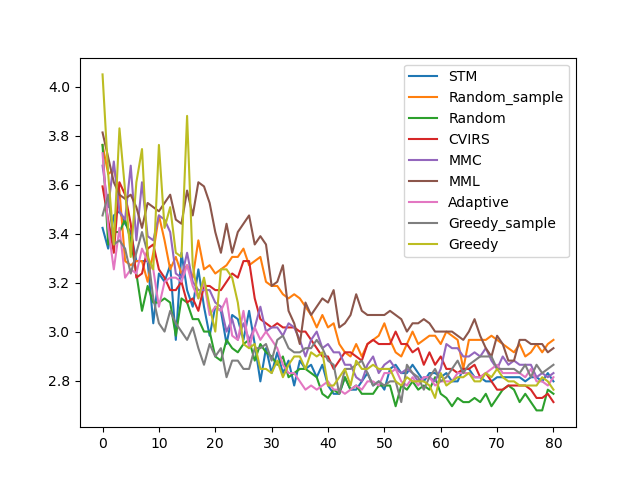 4.0
3.8
3.6
3.4
3.2
3.0
2.8
0 10 20 30 40 50 60 70 80
STM
Random_sample
Random
CVIRS
MMC
MML
Adaptive
Greedy_sample
Greedy